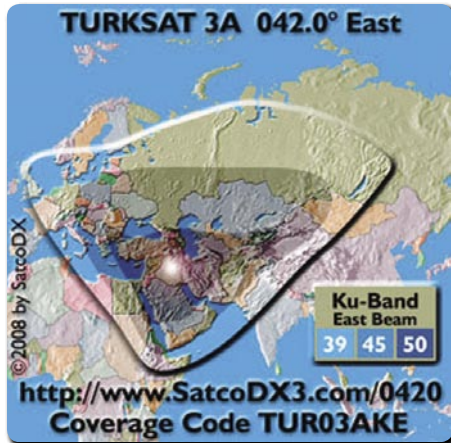 TURKSAT 3A 042.0° East
©2008 by SatcoDX
Ku-Band
East Beam
39 45 50
http://www.SatcoDX3.com/0420
Coverage Code TUR03AKE